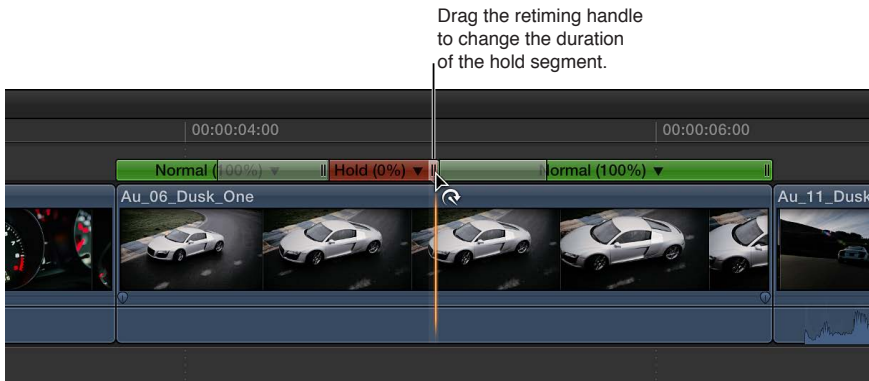 Drag the retiming handle
to change the duration
of the hold segment.
00:00:04:00
00:00:06:00
Normal (100%)
Hold (0%)
Normal (100%)
Au_06_Dusk_One
Au_11_Dusk